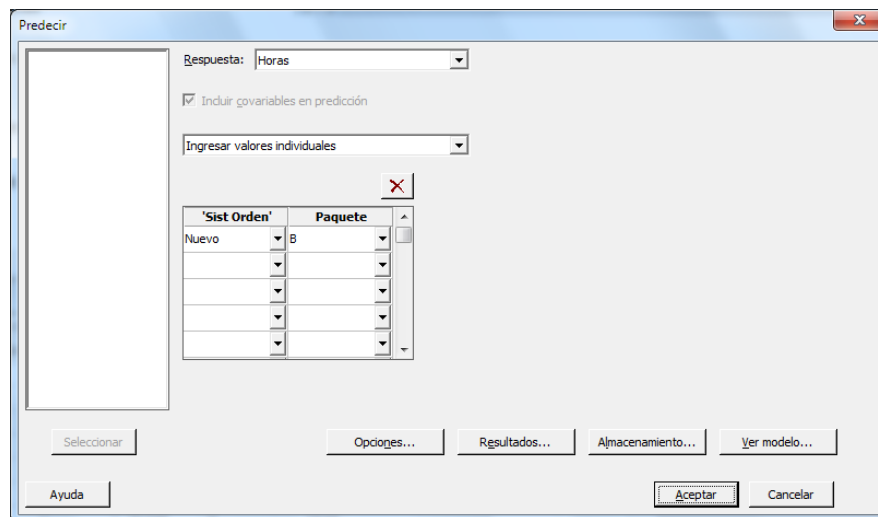 Predecir
Respuesta: Horas
Incluir covariables en predicción
Ingresar valores individuales
'Sist Orden' Paquete
Nuevo B
Seleccionar Opciones... Resultados... Almacenamiento... Ver modelo...
Ayuda Aceptar Cancelar